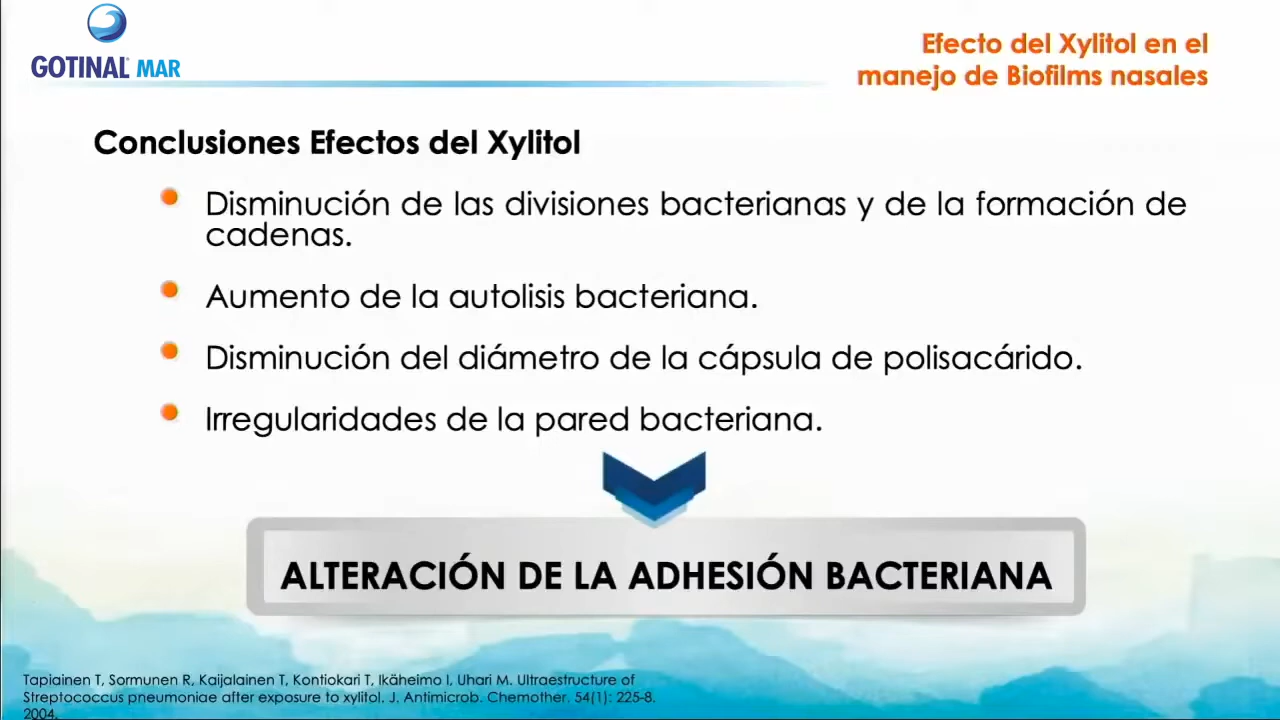 GOTINAL® MAR
Efecto del Xylitol en el
manejo de Biofilms nasales
Conclusiones Efectos del Xylitol
Disminución de las divisiones bacterianas y de la formación de
cadenas.
Aumento de la autolisis bacteriana.
Disminución del diámetro de la cápsula de polisacárido.
Irregularidades de la pared bacteriana.
ALTERACIÓN DE LA ADHESIÓN BACTERIANA
Tapiainen T, Sormunen R, Kaijalainen T, Kontiokari T, Ikäheimo I, Uhari M. Ultraestructure of
Streptococcus pneumoniae after exposure to xylitol. J. Antimicrob. Chemother. 54(1): 225-8.
2004.